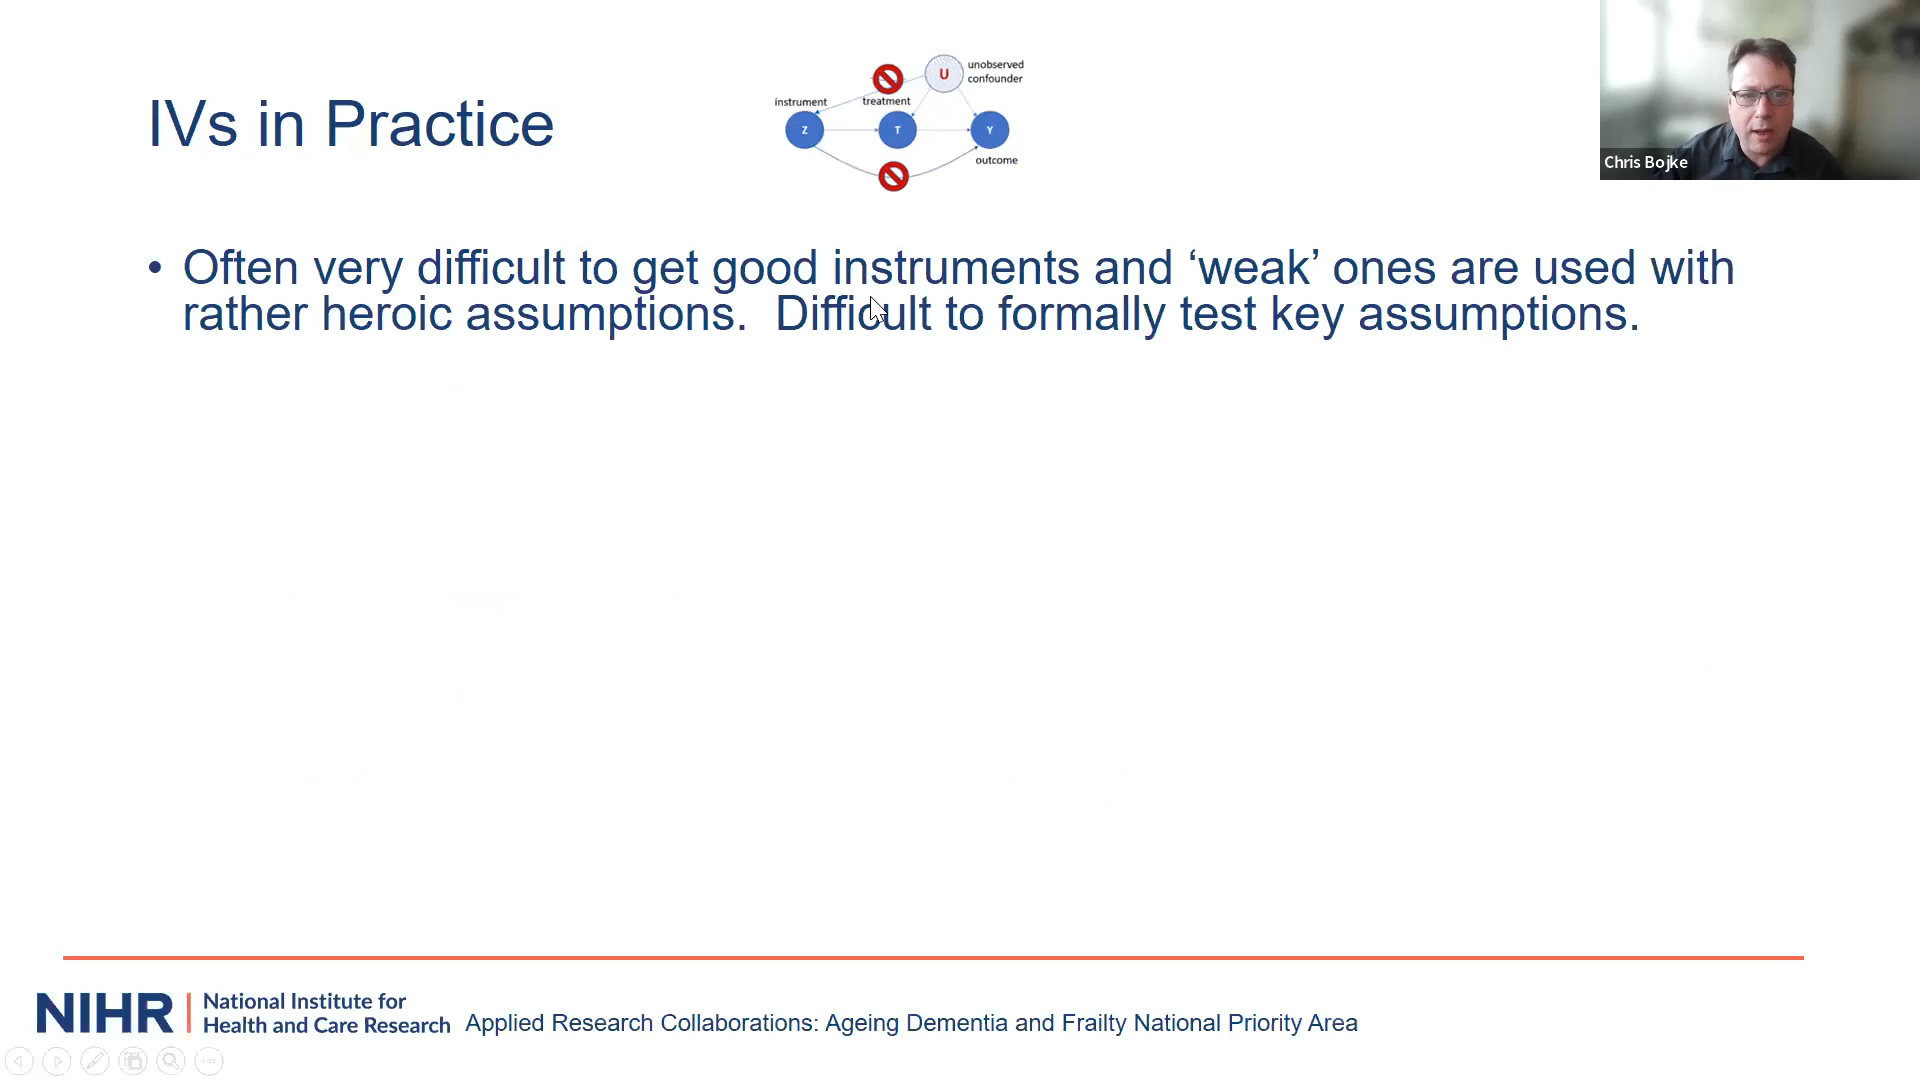 IVs in Practice
unobserved
confounder
U
instrument
treatment
Z
T
Y
outcome
Chris Bojke
• Often very difficult to get good instruments and ‘weak’ ones are used with
rather heroic assumptions.  Difficult to formally test key assumptions.
NIHR
National Institute for
Health and Care Research
Applied Research Collaborations: Ageing Dementia and Frailty National Priority Area